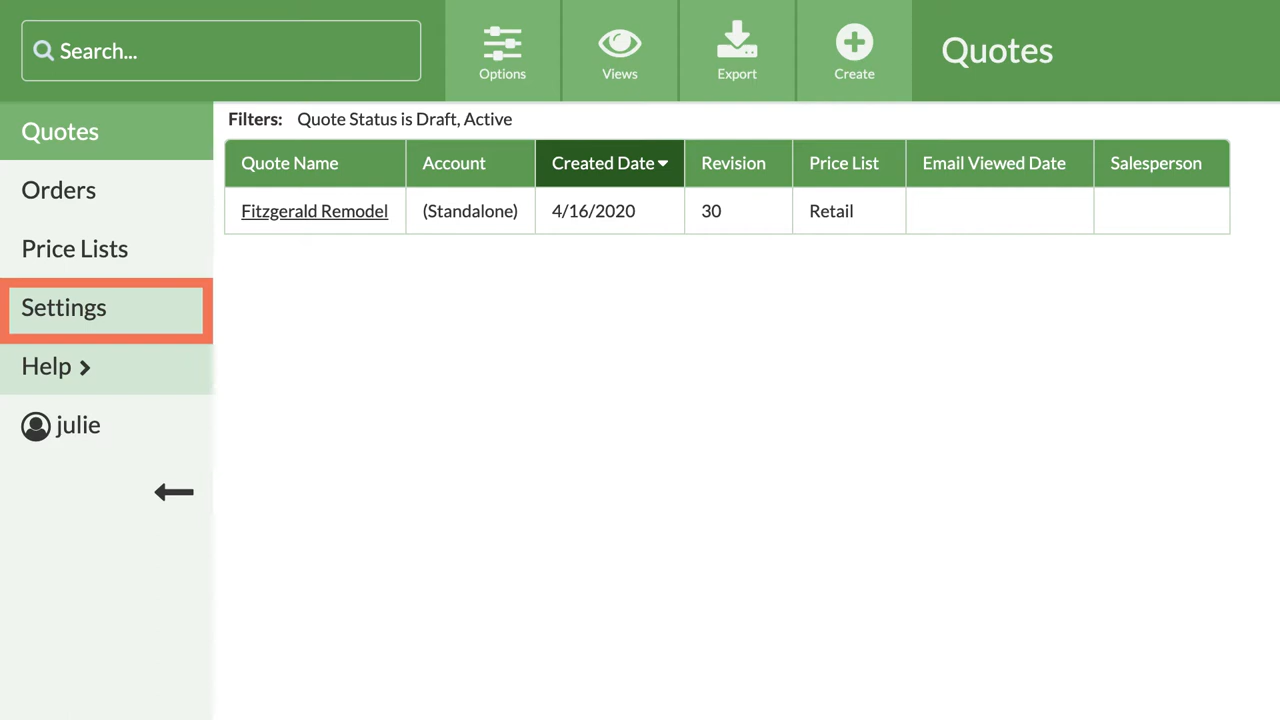 Search...
Options
Views
Export
Create
Quotes
Quotes
Orders
Price Lists
Settings
Help
julie
Filters: Quote Status is Draft, Active
Quote Name Account Created Date Revision Price List Email Viewed Date Salesperson
Fitzgerald Remodel (Standalone) 4/16/2020 30 Retail